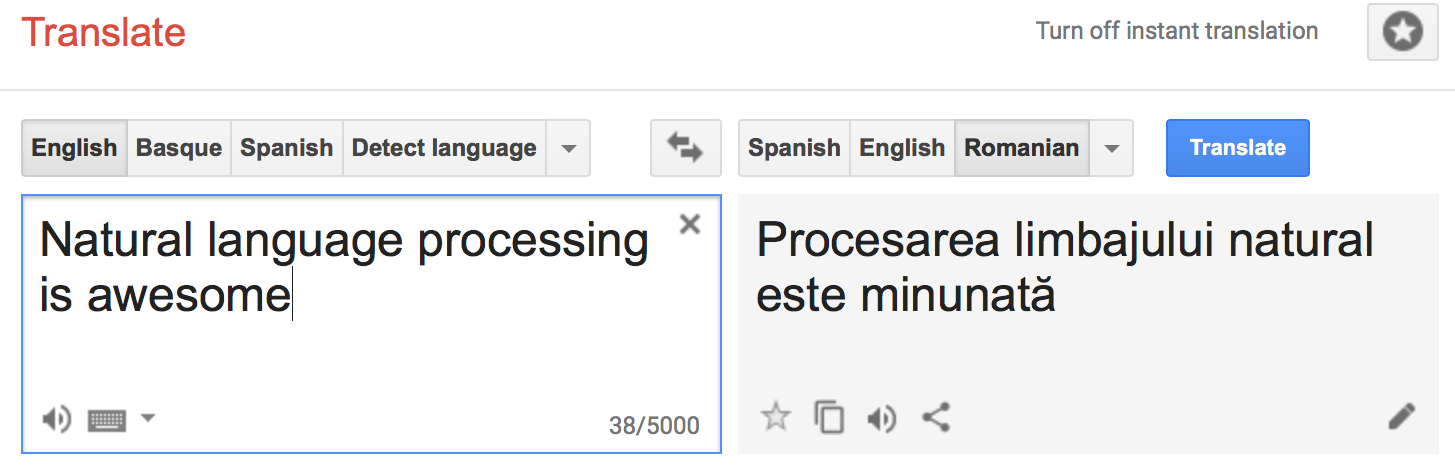 Translate
Turn off instant translation
English Basque Spanish Detect language
Spanish English Romanian
Translate
Natural language processing
is awesome
38/5000
Procesarea limbajului natural
este minunată